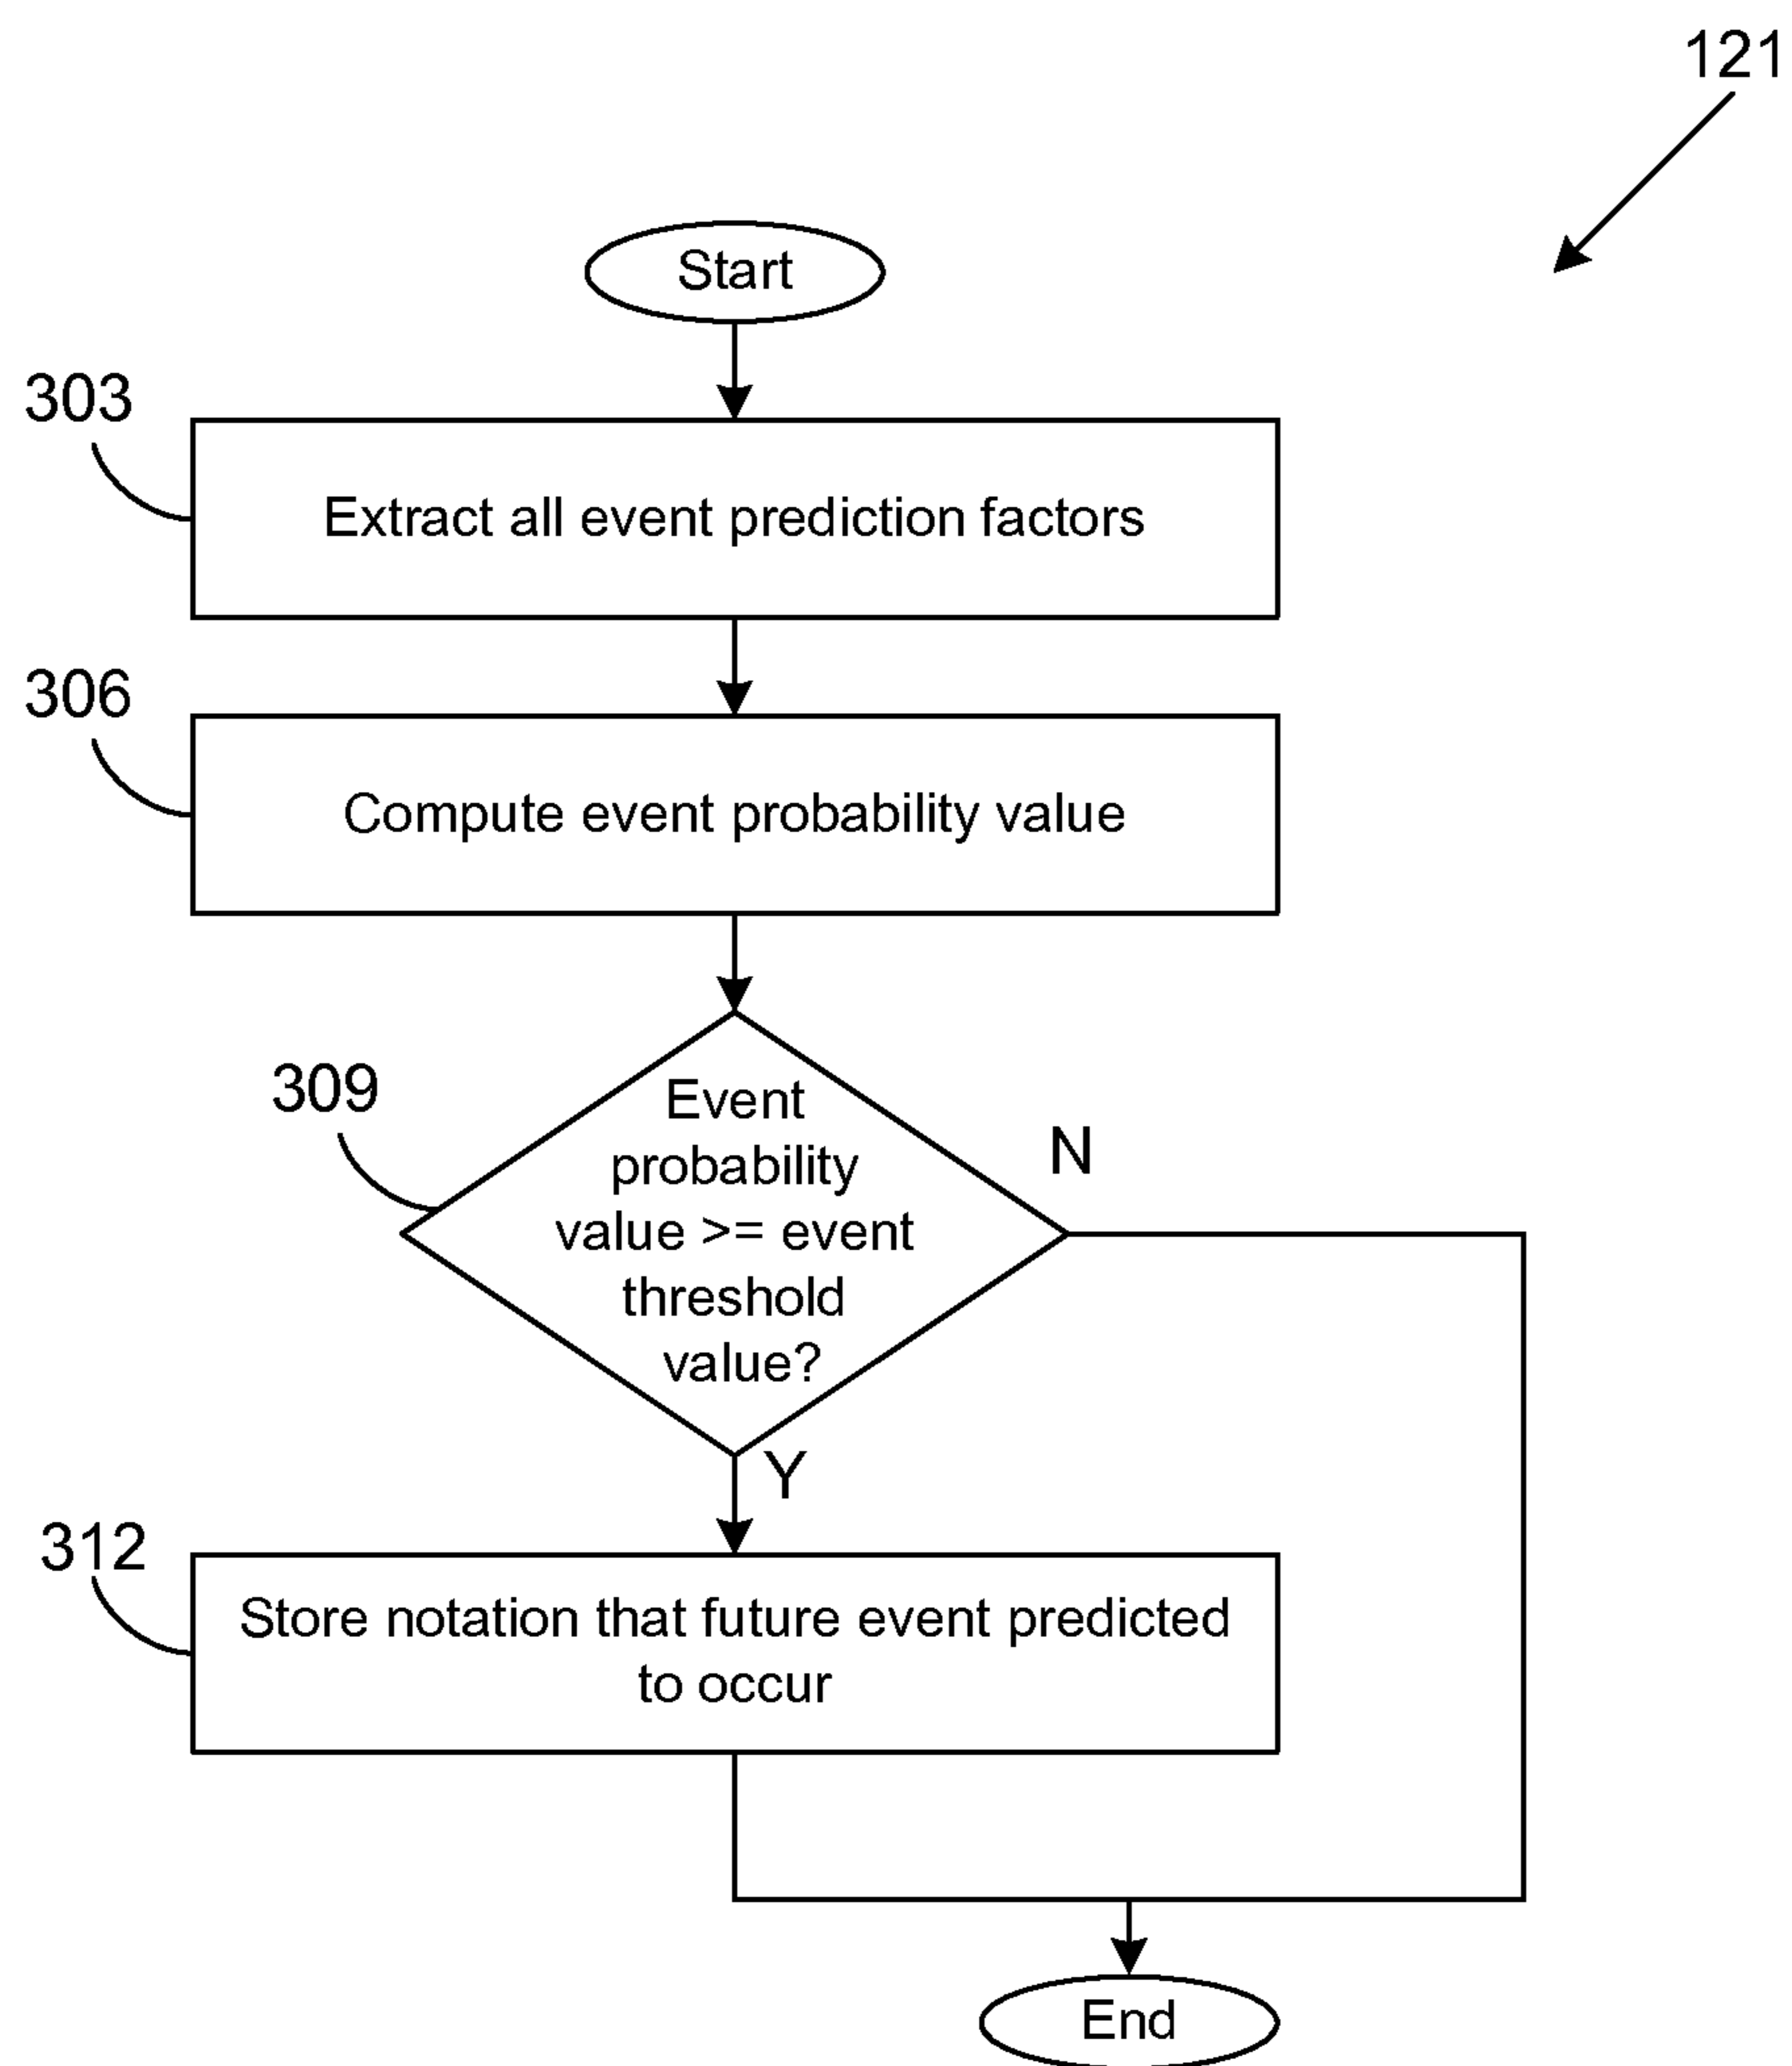 121
Start
303
Extract all event prediction factors
306
Compute event probability value
309
Event
probability
value >= event
threshold
value?
N
Y
312
Store notation that future event predicted
to occur
End